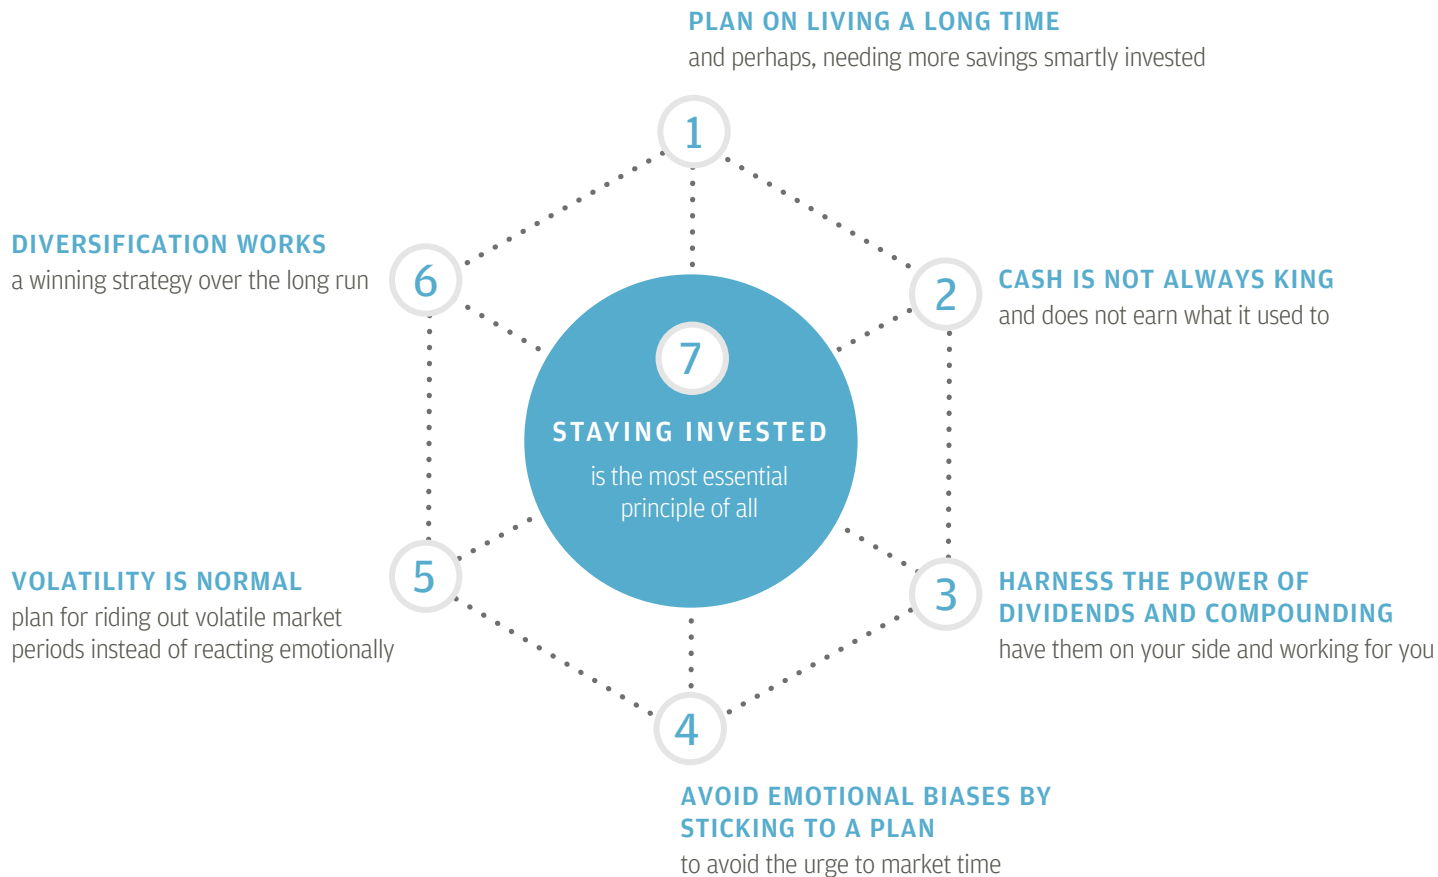 1
PLAN ON LIVING A LONG TIME
and perhaps, needing more savings smartly invested
2
CASH IS NOT ALWAYS KING
and does not earn what it used to
3
HARNESS THE POWER OF
DIVIDENDS AND COMPOUNDING
have them on your side and working for you
4
AVOID EMOTIONAL BIASES BY
STICKING TO A PLAN
to avoid the urge to market time
5
VOLATILITY IS NORMAL
plan for riding out volatile market
periods instead of reacting emotionally
6
DIVERSIFICATION WORKS
a winning strategy over the long run
7
STAYING INVESTED
is the most essential
principle of all